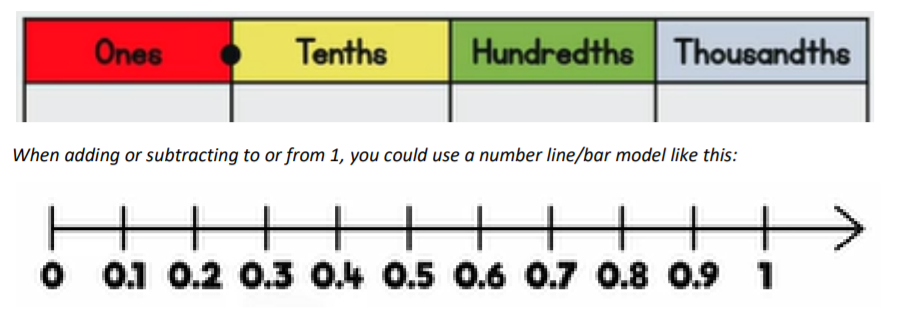 Ones Tenths Hundredths Thousandths
When adding or subtracting to or from 1, you could use a number line/bar model like this:
0 0.1 0.2 0.3 0.4 0.5 0.6 0.7 0.8 0.9 1